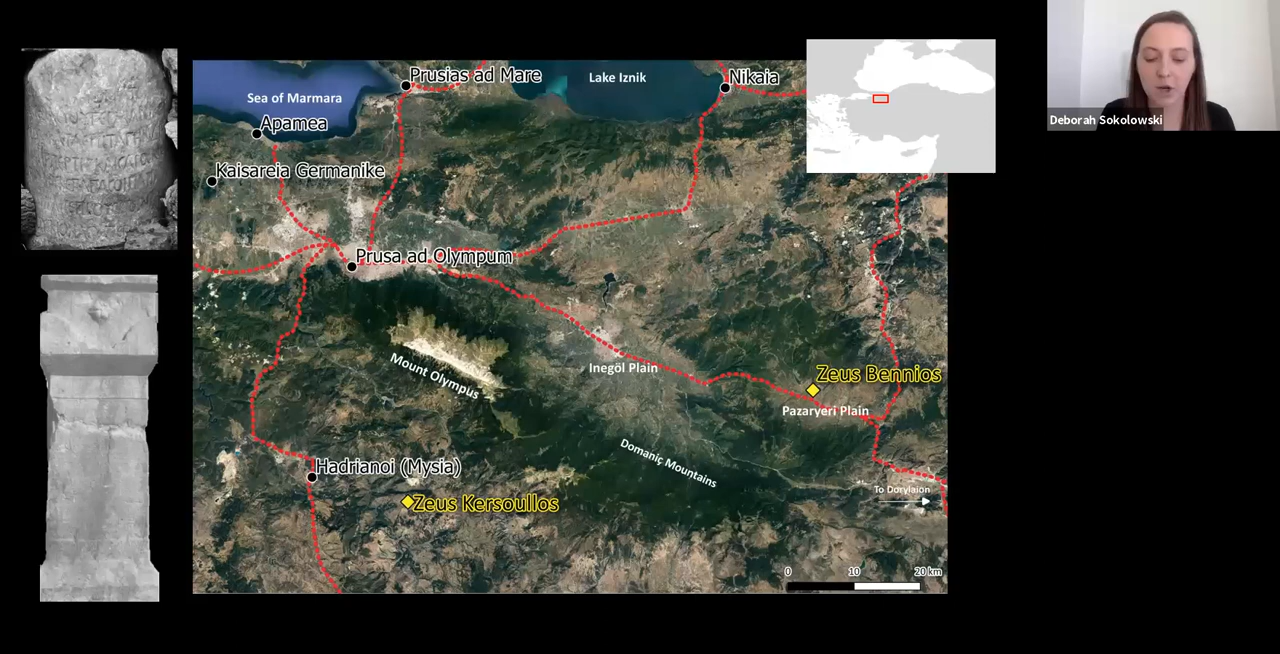 Prusias ad Mare
Lake Iznik
Nikaia
Sea of Marmara
Apamea
Kaisareia Germanike
Prusa ad Olympum
Mount Olympus
Inegöl Plain
Zeus Bennios
Pazaryeri Plain
Domaniç Mountains
Hadrianoi (Mysia)
Zeus Kersoullos
To Dorylaion
0 10 20 km
Deborah Sokolowski